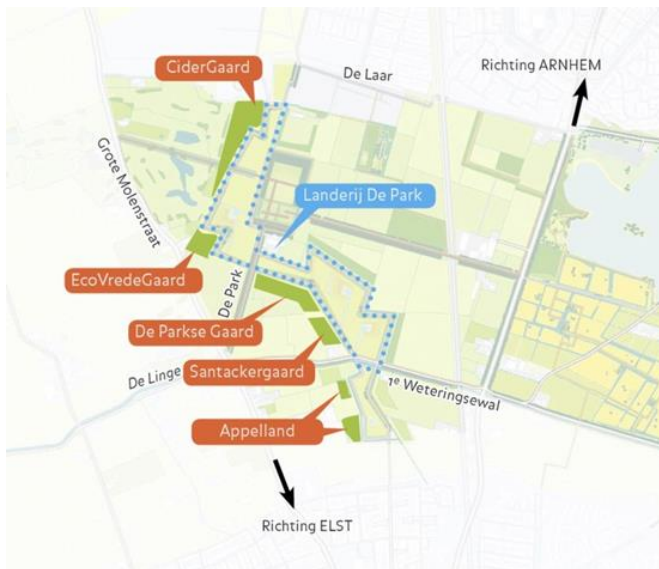 CiderGaard
De Laar
Richting ARNHEM
Grote Molenstraat
Landerij De Park
EcoVredeGaard
De Park
De Parkse Gaard
Santackergaard
De Linge
1e Weteringsewal
Appelland
Richting ELST